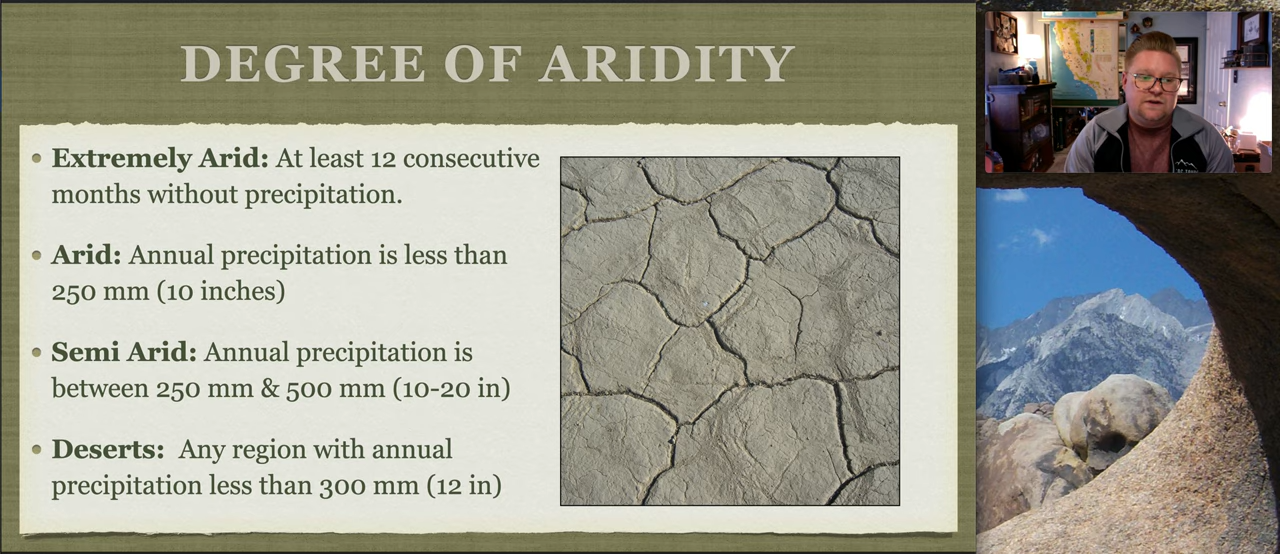 DEGREE OF ARIDITY
• Extremely Arid: At least 12 consecutive
months without precipitation.
• Arid: Annual precipitation is less than
250 mm (10 inches)
• Semi Arid: Annual precipitation is
between 250 mm & 500 mm (10-20 in)
• Deserts: Any region with annual
precipitation less than 300 mm (12 in)